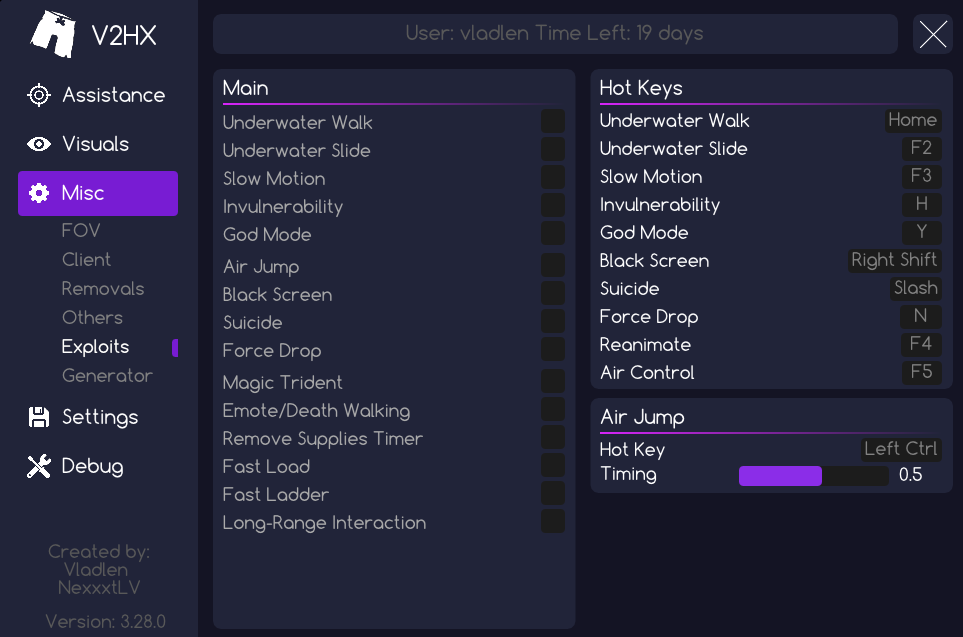 V2HX
Assistance
Visuals
Misc
FOV
Client
Removals
Others
Exploits
Generator
Settings
Debug
Created by:
Vladlen
NexxxtLV
Version: 3.28.0
User: vladlen Time Left: 19 days
Main
Underwater Walk
Underwater Slide
Slow Motion
Invulnerability
God Mode
Air Jump
Black Screen
Suicide
Force Drop
Magic Trident
Emote/Death Walking
Remove Supplies Timer
Fast Load
Fast Ladder
Long-Range Interaction
Hot Keys
Underwater Walk Home
Underwater Slide F2
Slow Motion F3
Invulnerability H
God Mode Y
Black Screen Right Shift
Suicide Slash
Force Drop N
Reanimate F4
Air Control F5
Air Jump
Hot Key Left Ctrl
Timing 0.5